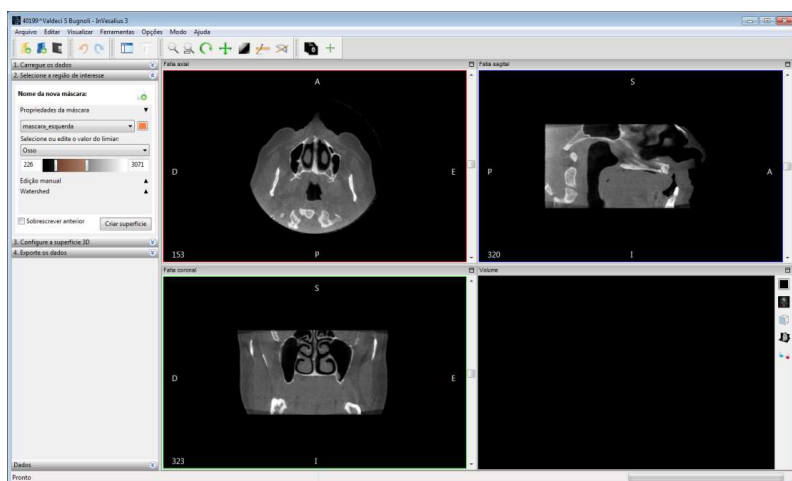 40199^Valdeci S Bugnoli - InVesalius 3
Arquivo Editar Visualizar Ferramentas Opções Modo Ajuda
1. Carregue os dados
2. Selecione a região de interesse
Nome da nova máscara:
Propriedades da máscara
mascara_esquerda
Selecione ou edite o valor do limiar:
Osso
226 3071
Edição manual
Watershed
Sobrescrever anterior Criar superfície
3. Configure a superfície 3D
4. Exporte os dados
Dados
Pronto
Fatia axial
A
D E
153 P
Fatia sagital
S
P A
320 I
Fatia coronal
S
D E
323 I
Volume